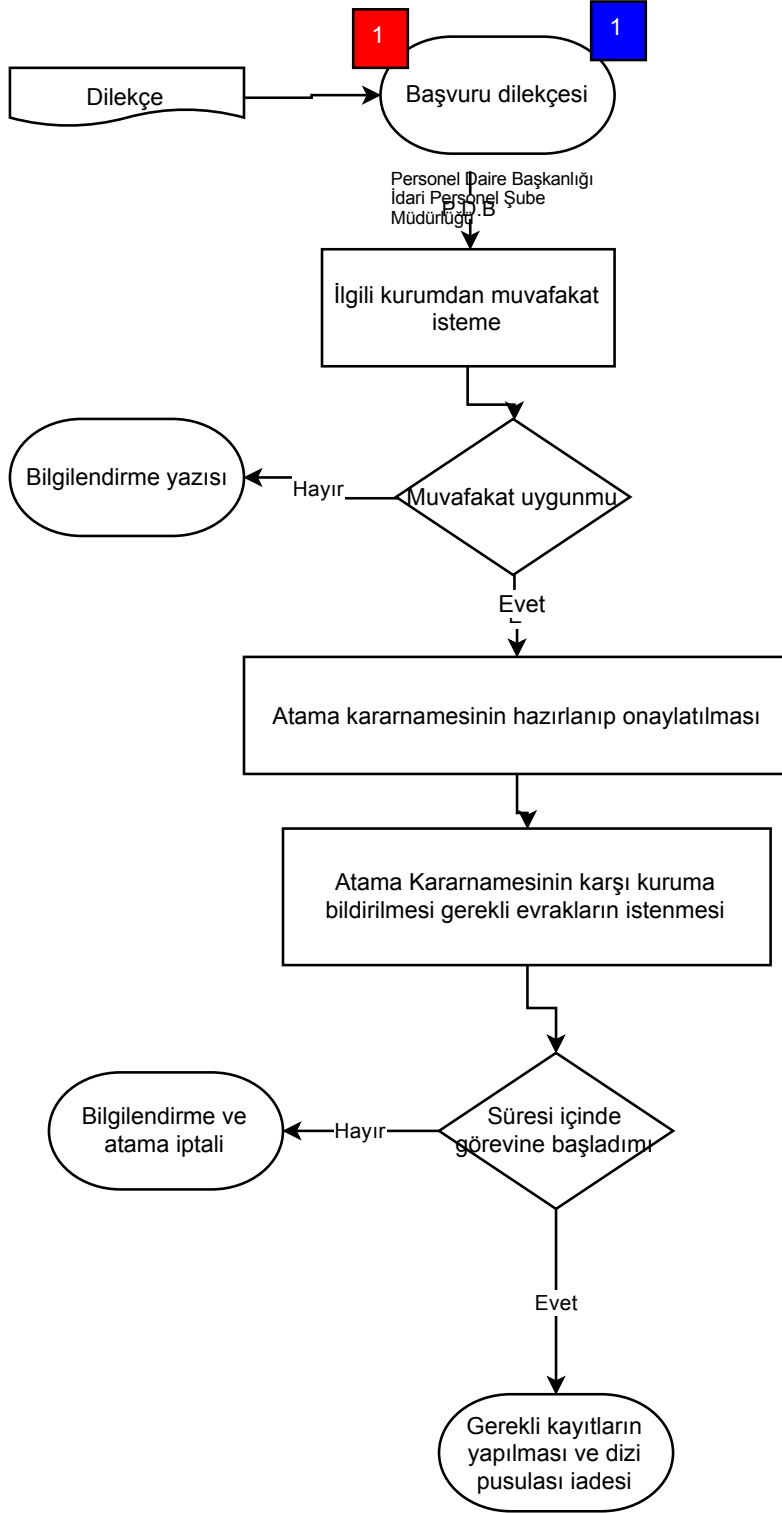 1
1
Dilekçe
Başvuru dilekçesi
Personel Daire Başkanlığı
İdari Personel Şube
Müdürlüğü
P.D.B
İlgili kurumdan muvafakat
isteme
Bilgilendirme yazısı
Hayır
Muvafakat uygunmu
Evet
Atama kararnamesinin hazırlanıp onaylatılması
Atama Kararnamesinin karşı kuruma
bildirilmesi gerekli evrakların istenmesi
Bilgilendirme ve
atama iptali
Hayır
Süresi içinde
görevine başladımı
Evet
Gerekli kayıtların
yapılması ve dizi
pusulası iadesi